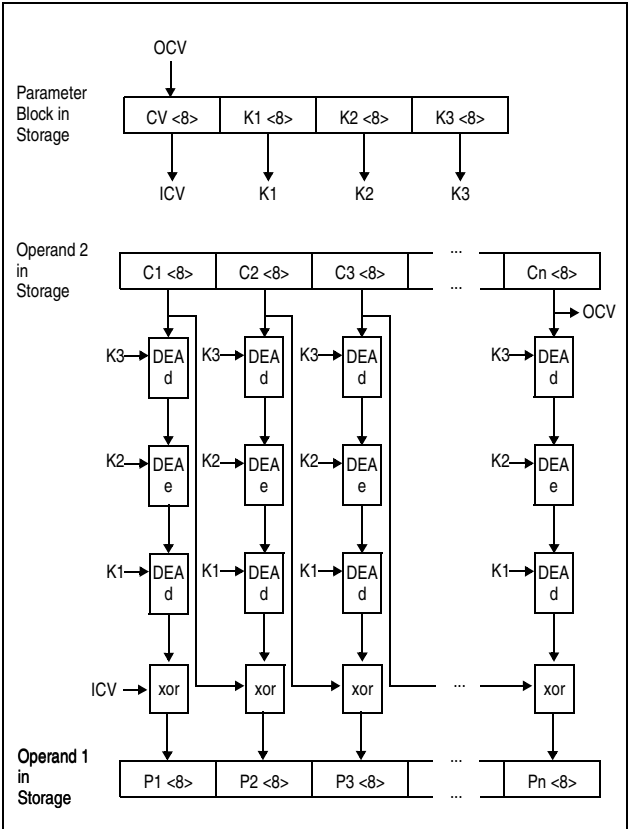 OCV
Parameter
Block in
Storage
CV <8> K1 <8> K2 <8> K3 <8>
ICV K1 K2 K3
Operand 2
in
Storage
...
C1 <8> C2 <8> C3 <8> Cn <8>
...
OCV
K3 DEA K3 DEA K3 DEA K3 DEA
d d d d
K2 DEA K2 DEA K2 DEA K2 DEA
e e e e
K1 DEA K1 DEA K1 DEA K1 DEA
d d d d
ICV xor xor xor ... xor
Operand 1
in
Storage
...
P1 <8> P2 <8> P3 <8> Pn <8>
...